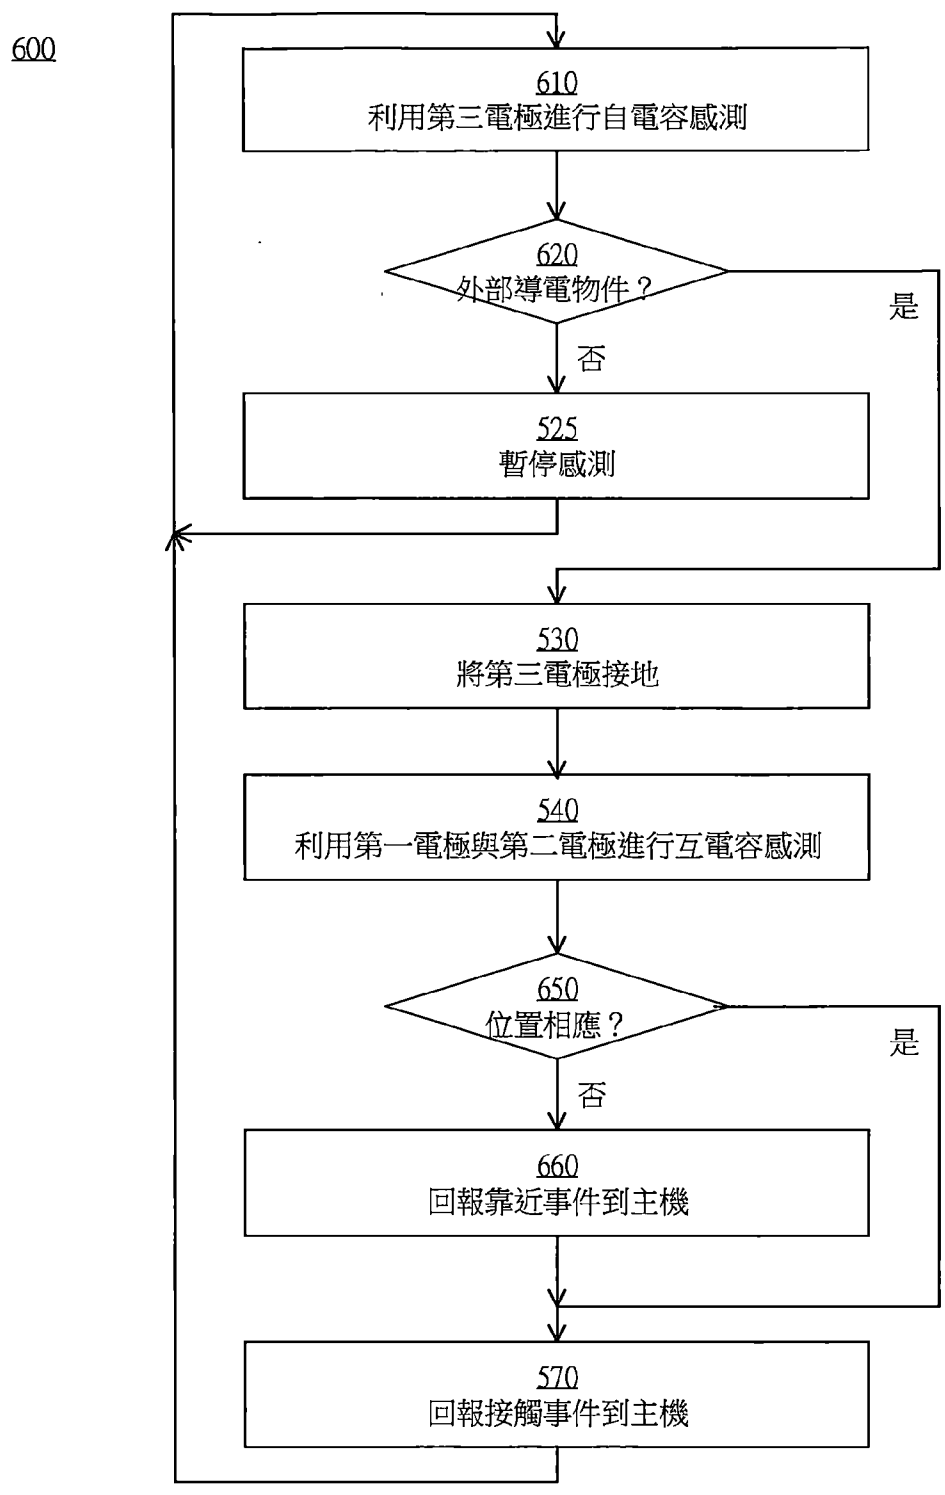 600
610
利用第三電極進行自電容感測
620
外部導電物件？
是
否
525
暫停感測
530
將第三電極接地
540
利用第一電極與第二電極進行互電容感測
650
位置相應？
是
否
660
回報靠近事件到主機
570
回報接觸事件到主機